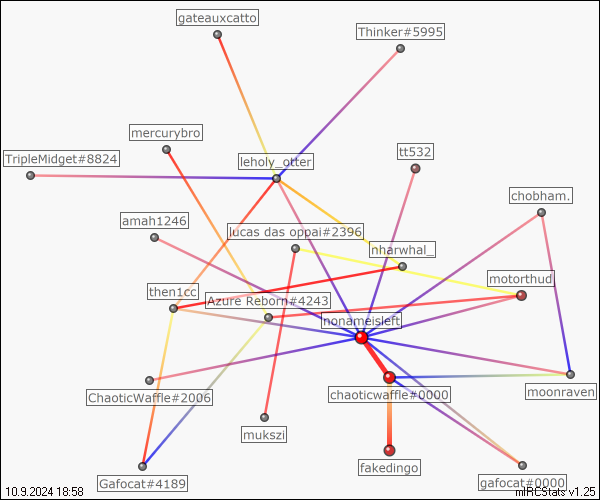 gateauxcatto
Thinker#5995
mercurybro
tt532
TripleMidget#8824
leholy_otter
chobham.
amah1246
lucas das oppai#2396
nharwhal_
motorthud
then1cc
Azure Reborn#4243
nonameisleft
ChaoticWaffle#2006
chaoticwaffle#0000
moonraven
mukszi
fakedingo
Gafocat#4189
gafocat#0000
10.9.2024 18:58
mIRCStats v1.25